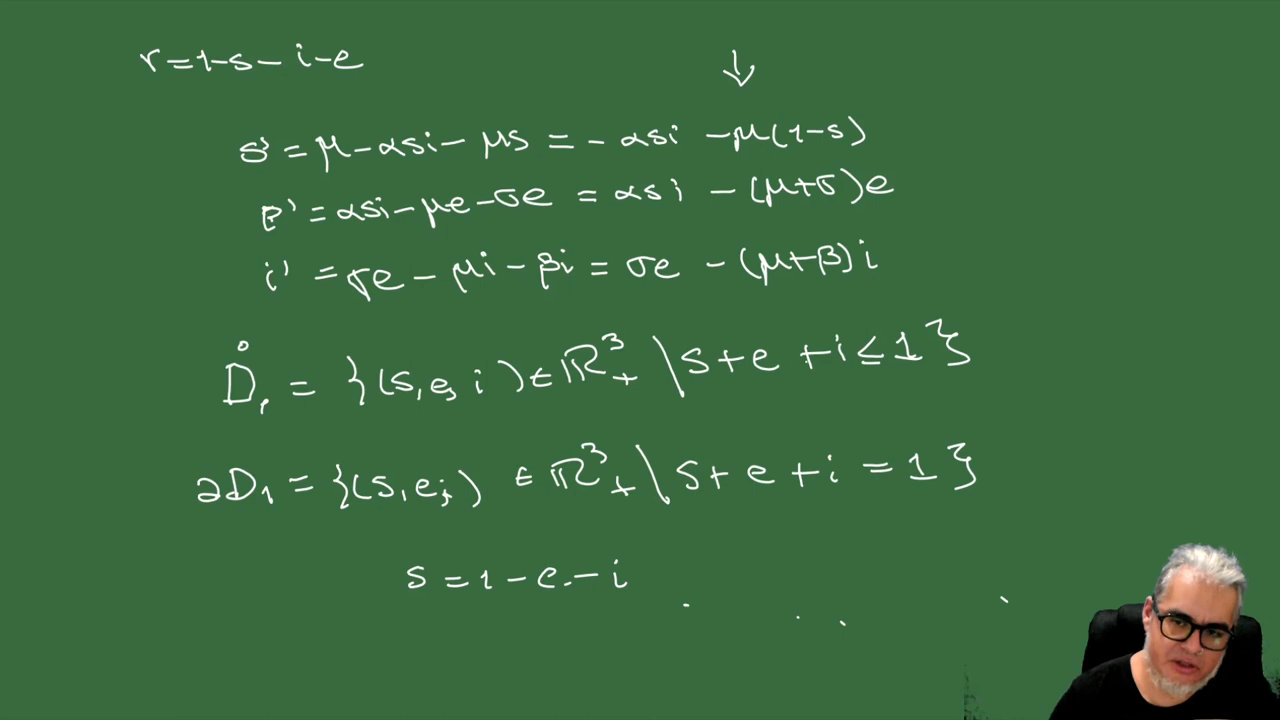 r=1-s-i-e
s' = μ-αsi-μs = -αsi -μ(1-s)
e' = αsi-μe-σe = αsi -(μ+σ)e
i' = σe-μi-βi = σe -(μ+β)i
D̊₁ = {(s,e,i)∈ℝ³₊ \ s+e+i≤1}
∂D₁ = {(s,e,i) ∈ℝ³₊ \ s+e+i=1}
s=1-e-i